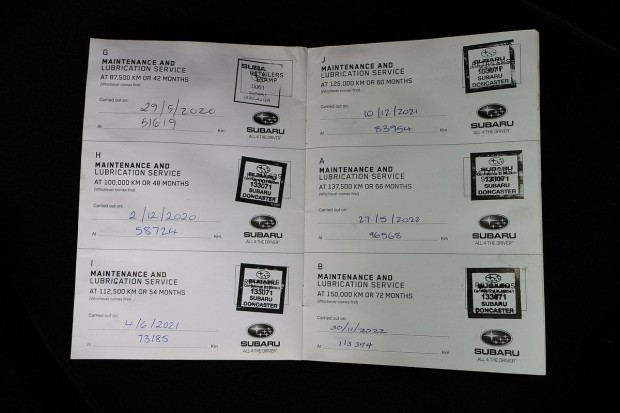 G
MAINTENANCE AND
LUBRICATION SERVICE
AT 87,500 KM OR 42 MONTHS
(Whichever comes first)
Carried out on:
29/5/2020
At 51619 Km
SUBARU
ALL 4 THE DRIVER
H
MAINTENANCE AND
LUBRICATION SERVICE
AT 100,000 KM OR 48 MONTHS
(Whichever comes first)
133071
SUBARU
DONCASTER
Carried out on:
2/12/2020
At 58724 Km
SUBARU
ALL 4 THE DRIVER
I
MAINTENANCE AND
LUBRICATION SERVICE
AT 112,500 KM OR 54 MONTHS
(Whichever comes first)
133071
SUBARU
DONCASTER
Carried out on:
4/6/2021
At 73185 Km
SUBARU
ALL 4 THE DRIVER
J
MAINTENANCE AND
LUBRICATION SERVICE
AT 125,000 KM OR 60 MONTHS
(Whichever comes first)
133071
SUBARU
DONCASTER
Carried out on:
10/12/2021
At 83954 Km
SUBARU
ALL 4 THE DRIVER
A
MAINTENANCE AND
LUBRICATION SERVICE
AT 137,500 KM OR 66 MONTHS
(Whichever comes first)
133071
SUBARU
DONCASTER
Carried out on:
27/5/2022
At 96568 Km
SUBARU
ALL 4 THE DRIVER
B
MAINTENANCE AND
LUBRICATION SERVICE
AT 150,000 KM OR 72 MONTHS
(Whichever comes first)
133071
SUBARU
DONCASTER
Carried out on:
30/11/2022
At 113394 Km
SUBARU
ALL 4 THE DRIVER